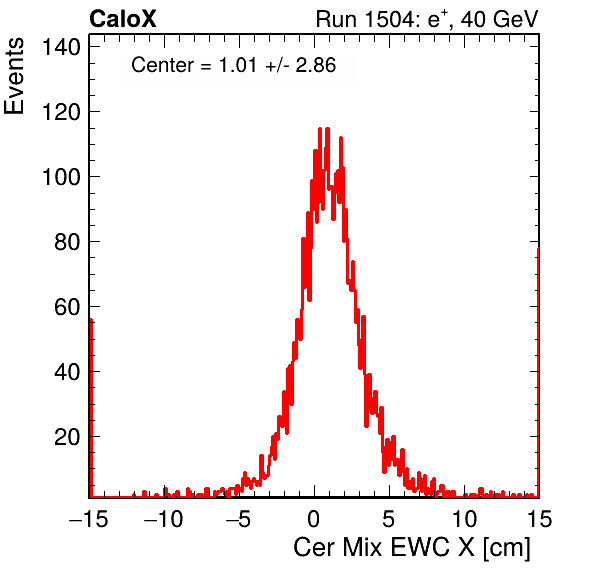 CaloX
Run 1504: e+, 40 GeV
Events
Center = 1.01 +/- 2.86
140
120
100
80
60
40
20
−15 −10 −5 0 5 10 15
Cer Mix EWC X [cm]